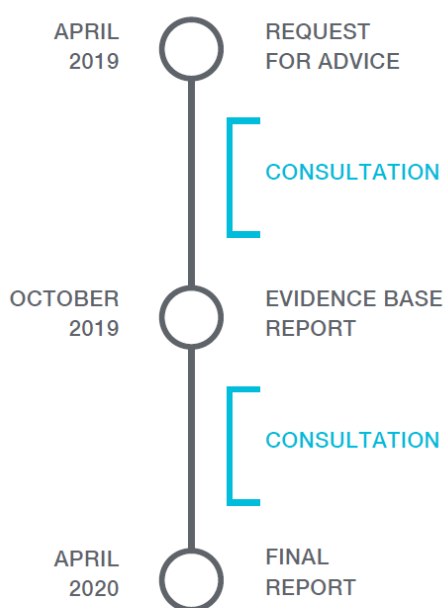 APRIL
2019
REQUEST
FOR ADVICE
CONSULTATION
OCTOBER
2019
EVIDENCE BASE
REPORT
CONSULTATION
APRIL
2020
FINAL
REPORT